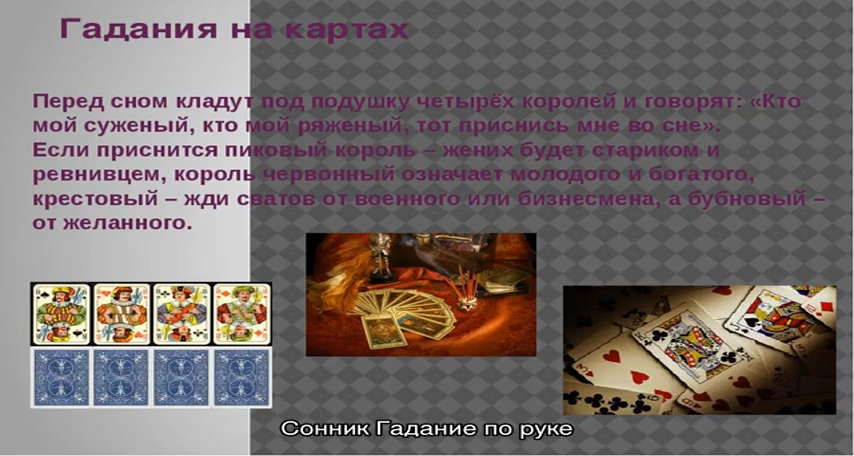 Гадания на картах
Перед сном кладут под подушку четырёх королей и говорят: «Кто
мой суженый, кто мой ряженый, тот приснись мне во сне».
Если приснится пиковый король – жених будет стариком и
ревнивцем, король червонный означает молодого и богатого,
крестовый – жди сватов от военного или бизнесмена, а бубновый –
от желанного.
Сонник Гадание по руке